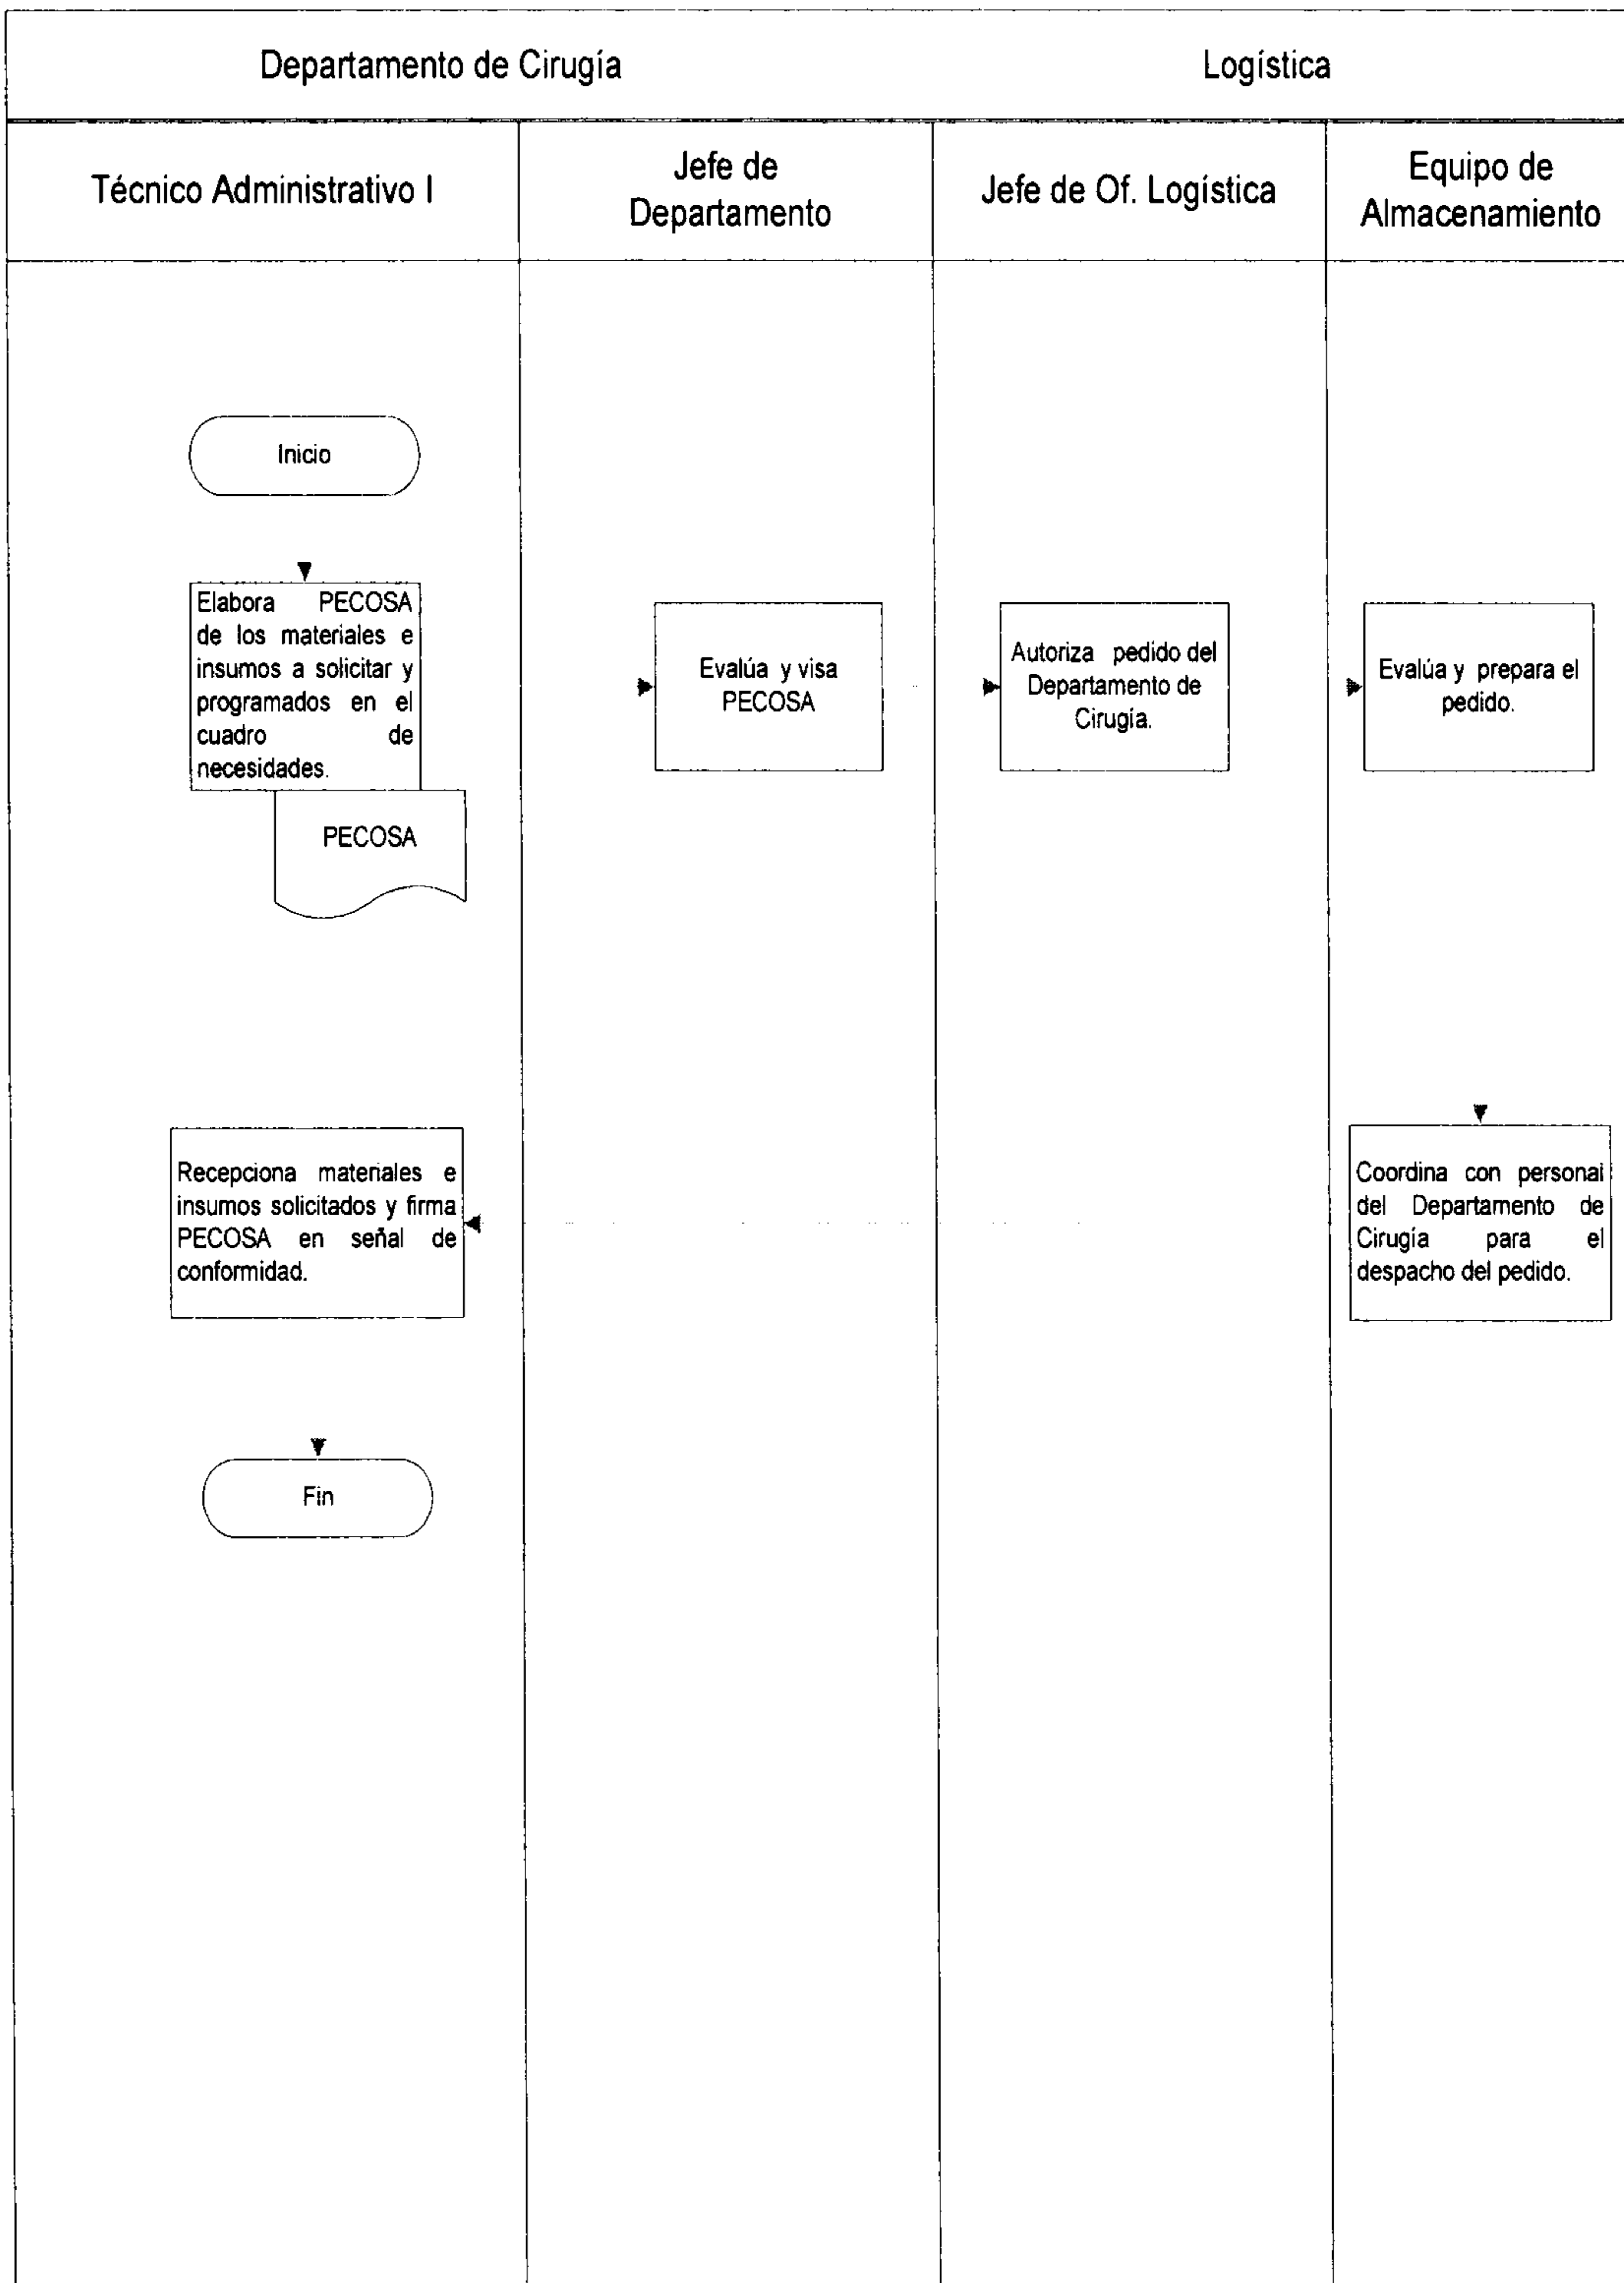 Departamento de Cirugía
Logística
Técnico Administrativo I
Jefe de
Departamento
Jefe de Of. Logística
Equipo de
Almacenamiento
Inicio
Elabora PECOSA
de los materiales e
insumos a solicitar y
programados en el
cuadro de
necesidades.
PECOSA
Evalúa y visa
PECOSA
Autoriza pedido del
Departamento de
Cirugía.
Evalúa y prepara el
pedido.
Coordina con personal
del Departamento de
Cirugía para el
despacho del pedido.
Recepciona materiales e
insumos solicitados y firma
PECOSA en señal de
conformidad.
Fin